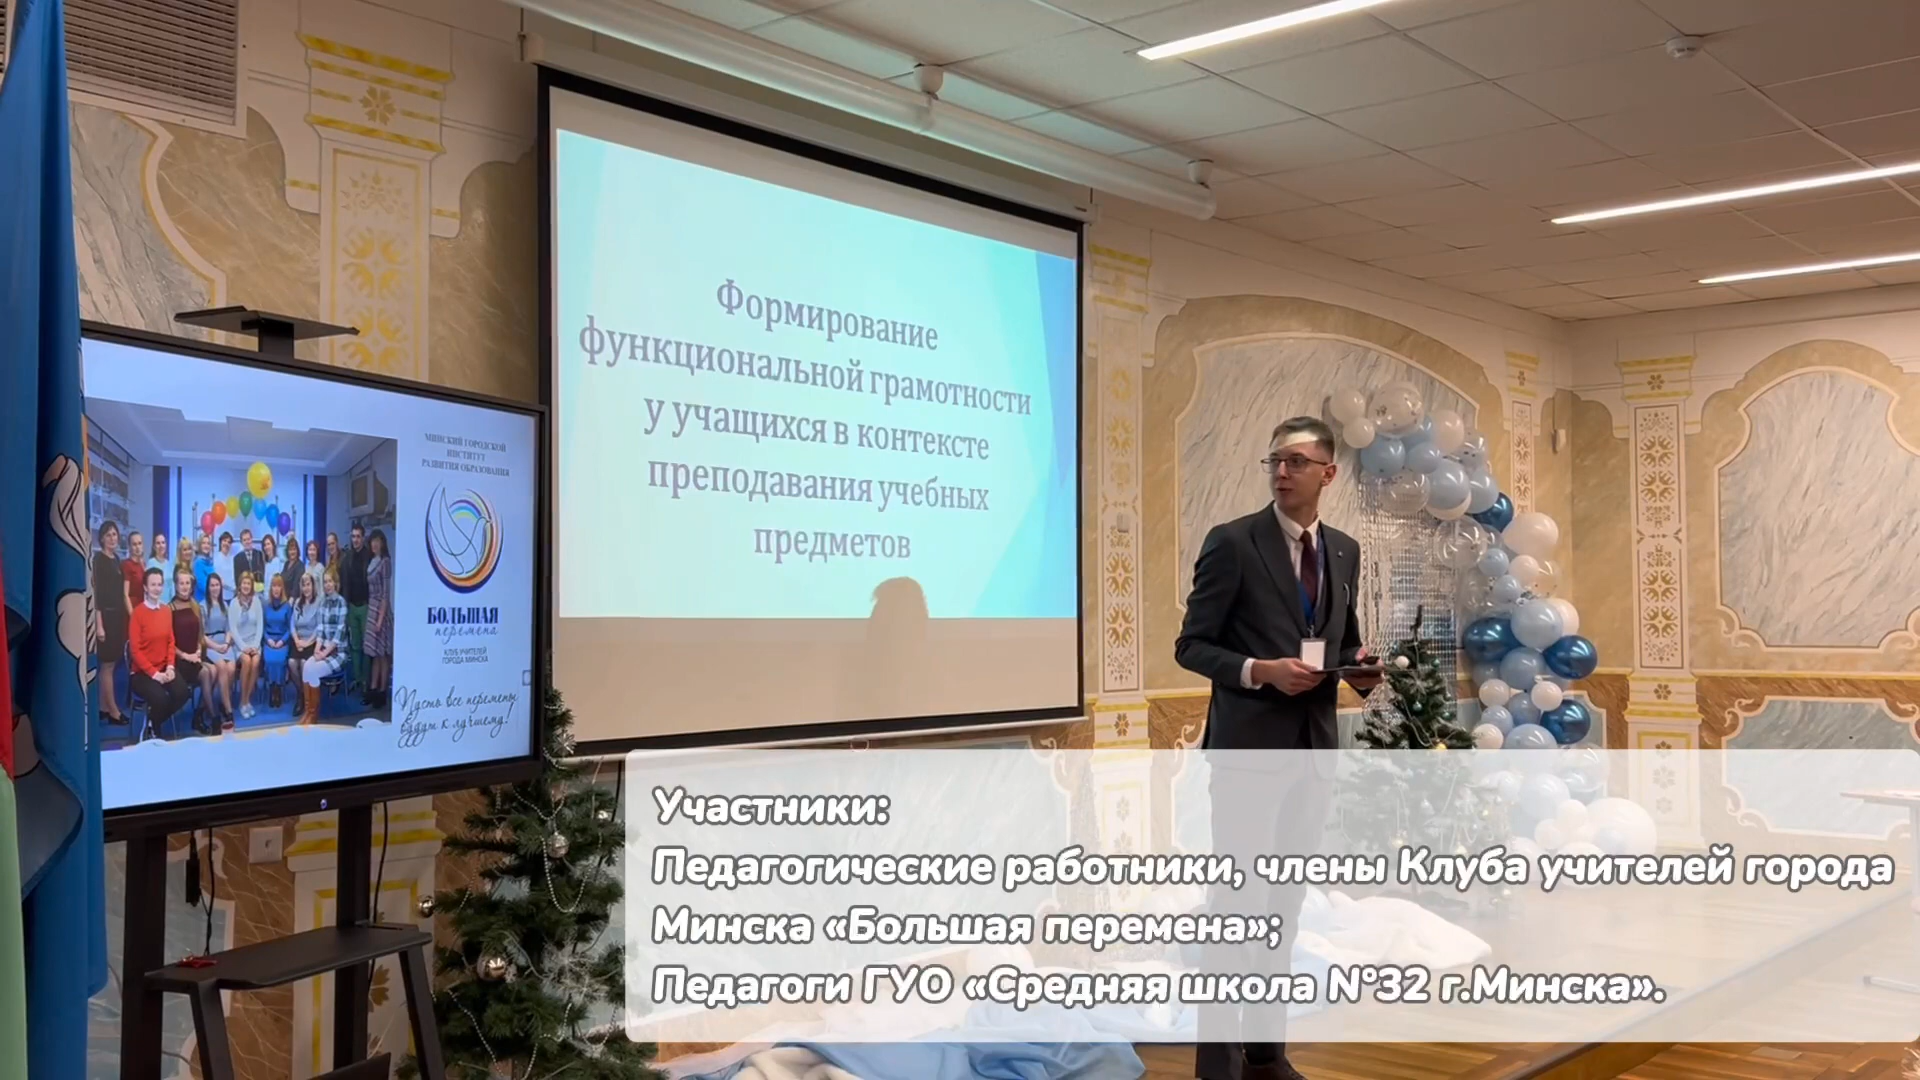 Формирование
функциональной грамотности
у учащихся в контексте
преподавания учебных
предметов
МИНСКИЙ ГОРОДСКОЙ
ИНСТИТУТ
РАЗВИТИЯ ОБРАЗОВАНИЯ
БОЛЬШАЯ
перемена
КЛУБ УЧИТЕЛЕЙ
ГОРОДА МИНСКА
Пусть все перемены
будут к лучшему!
Участники:
Педагогические работники, члены Клуба учителей города
Минска «Большая перемена»;
Педагоги ГУО «Средняя школа №32 г.Минска».